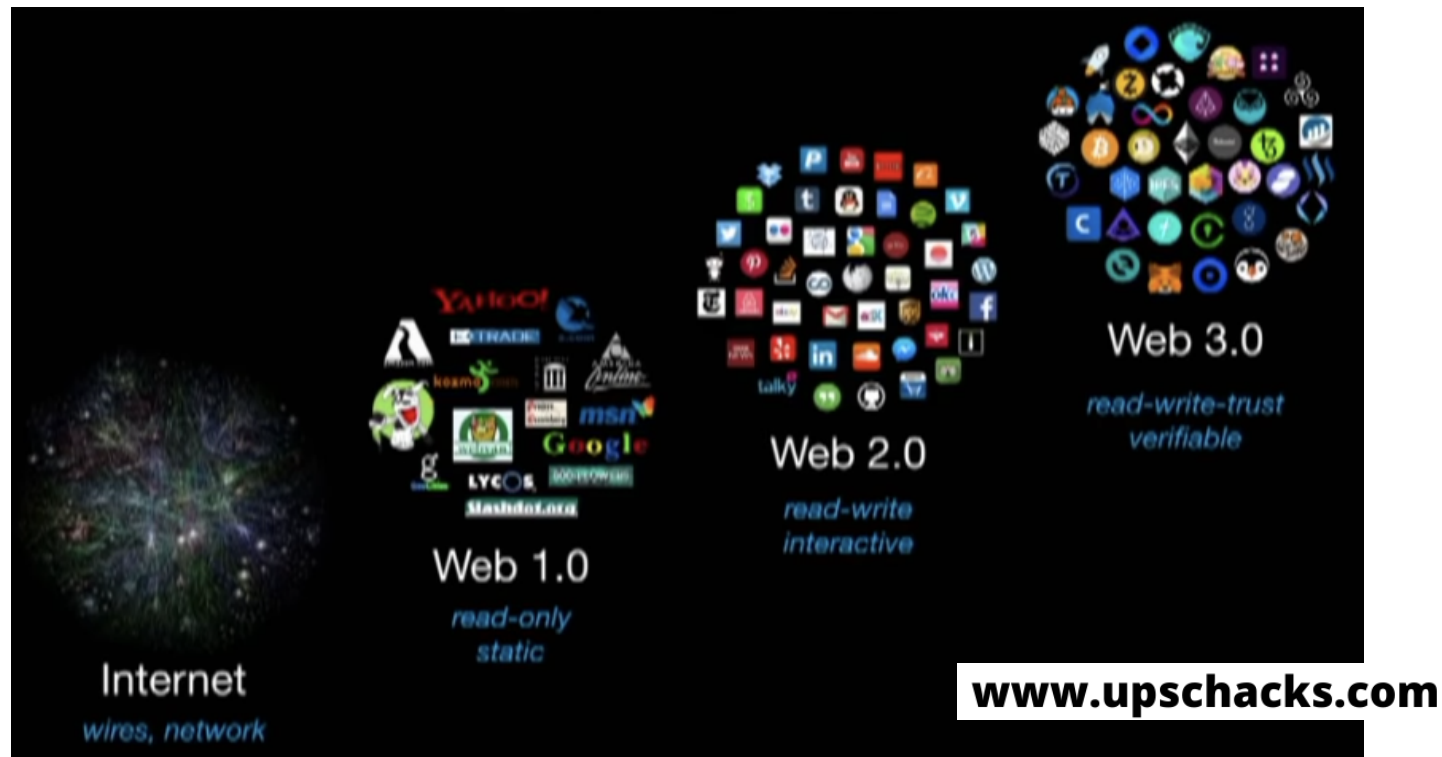 YAHOO!
E*TRADE
msn
Google
LYCOS
Slashdot.org
talky
Internet
wires, network
Web 1.0
read-only
static
Web 2.0
read-write
interactive
Web 3.0
read-write-trust
verifiable
www.upschacks.com